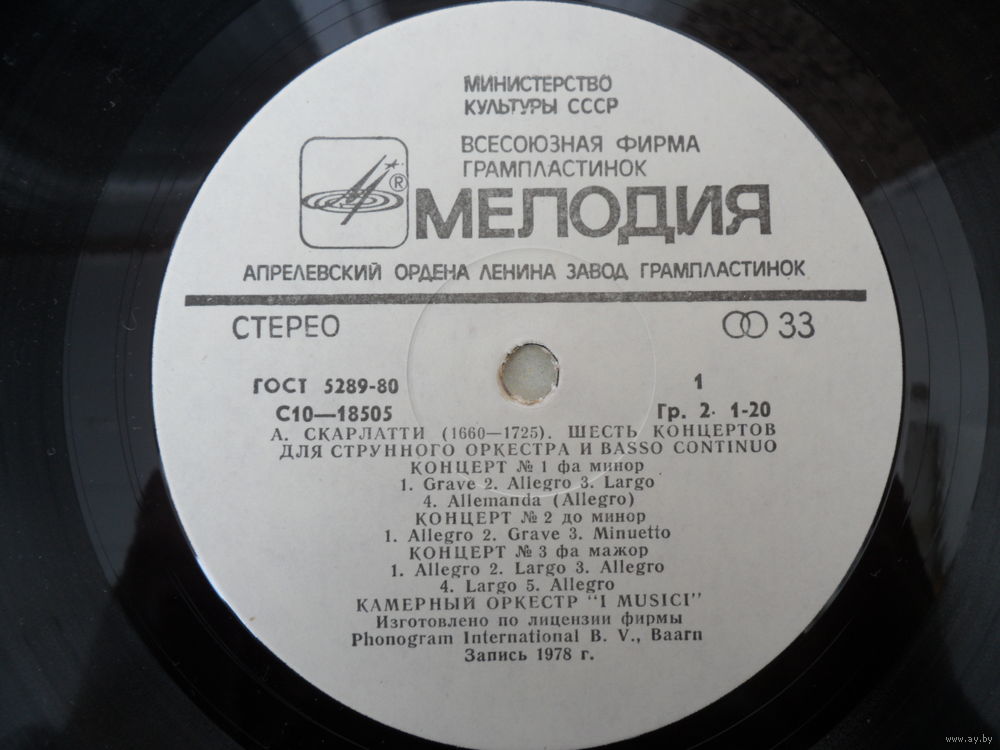 МИНИСТЕРСТВО
КУЛЬТУРЫ СССР
ВСЕСОЮЗНАЯ ФИРМА
ГРАМПЛАСТИНОК
®
МЕЛОДИЯ
АПРЕЛЕВСКИЙ ОРДЕНА ЛЕНИНА ЗАВОД ГРАМПЛАСТИНОК
СТЕРЕО 33
ГОСТ 5289-80 1
С10—18505 Гр. 2. 1-20
А. СКАРЛАТТИ (1660—1725). ШЕСТЬ КОНЦЕРТОВ
ДЛЯ СТРУННОГО ОРКЕСТРА И BASSO CONTINUO
КОНЦЕРТ № 1 фа минор
1. Grave 2. Allegro 3. Largo
4. Allemanda (Allegro)
КОНЦЕРТ № 2 до минор
1. Allegro 2. Grave 3. Minuetto
КОНЦЕРТ № 3 фа мажор
1. Allegro 2. Largo 3. Allegro
4. Largo 5. Allegro
КАМЕРНЫЙ ОРКЕСТР "I MUSICI"
Изготовлено по лицензии фирмы
Phonogram International B. V., Baarn
Запись 1978 г.
www.ay.by